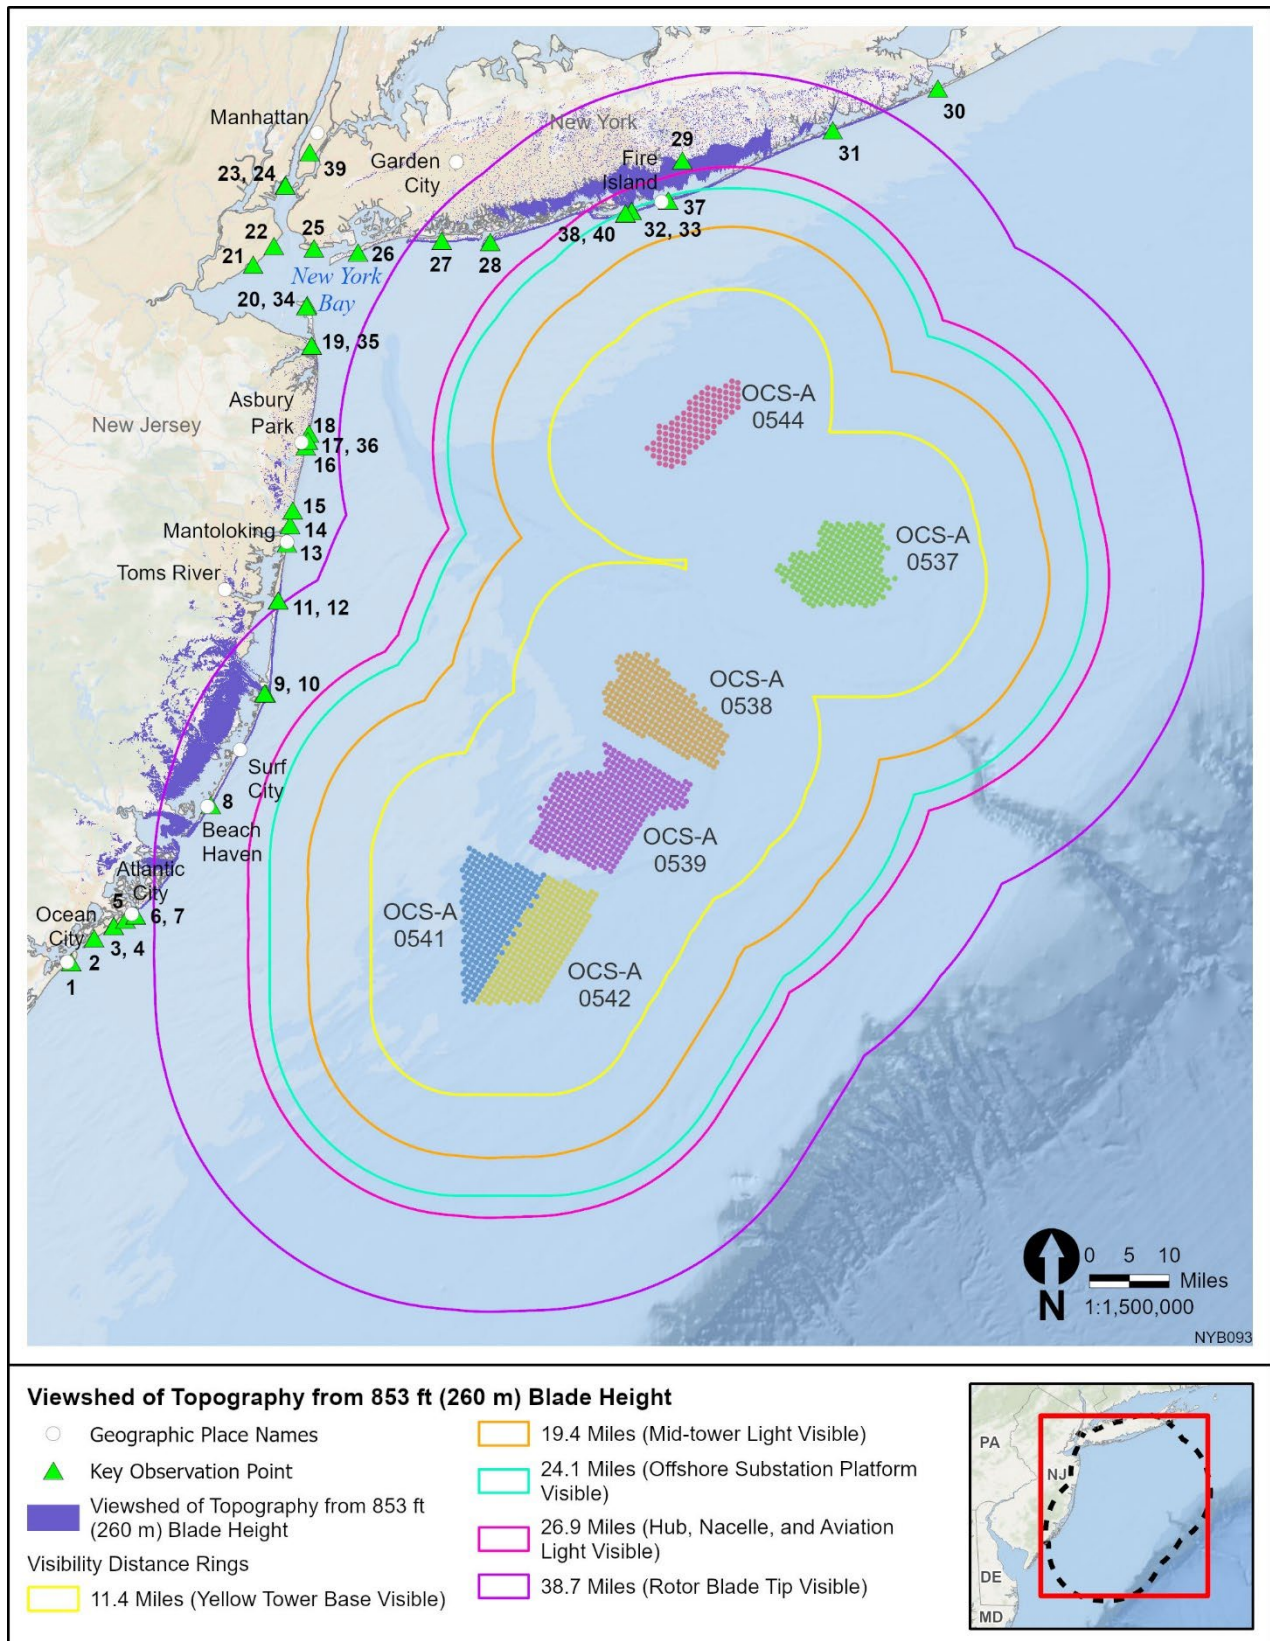 Manhattan
New York
30
23, 24
39
Garden
City
29
Fire
Island
31
22
25
37
38, 40
32, 33
21
26
27
28
New York
Bay
20, 34
19, 35
Asbury
Park
18
17, 36
16
New Jersey
OCS-A
0544
15
14
Mantoloking
13
OCS-A
0537
Toms River
11, 12
9, 10
OCS-A
0538
Surf
City
8
Beach
Haven
OCS-A
0539
Atlantic
City
5
6, 7
Ocean
City
3, 4
2
1
OCS-A
0541
OCS-A
0542
N
0 5 10
Miles
1:1,500,000
NYB093
Viewshed of Topography from 853 ft (260 m) Blade Height
Geographic Place Names
Key Observation Point
Viewshed of Topography from 853 ft
(260 m) Blade Height
Visibility Distance Rings
11.4 Miles (Yellow Tower Base Visible)
19.4 Miles (Mid-tower Light Visible)
24.1 Miles (Offshore Substation Platform
Visible)
26.9 Miles (Hub, Nacelle, and Aviation
Light Visible)
38.7 Miles (Rotor Blade Tip Visible)
PA
NJ
DE
MD